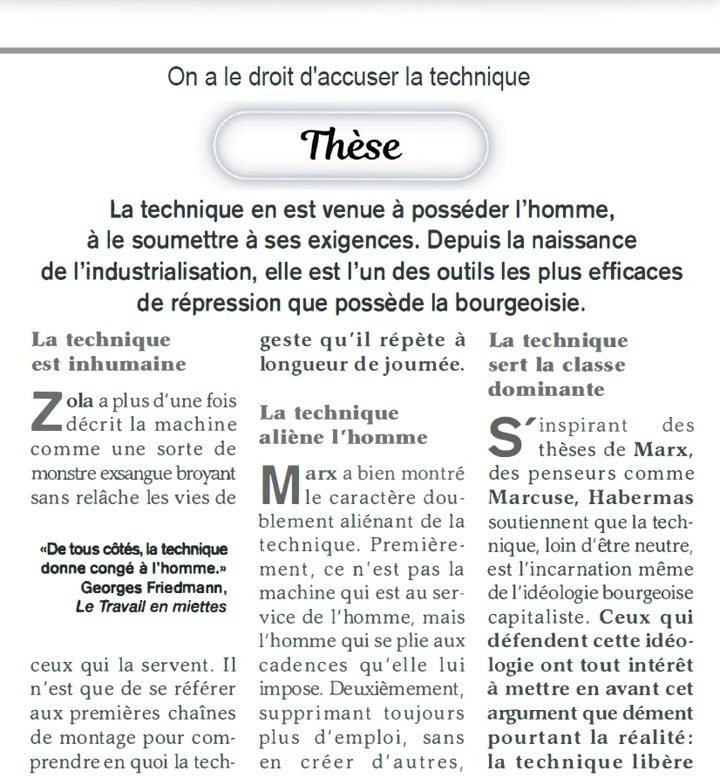 On a le droit d'accuser la technique
Thèse
La technique en est venue à posséder l'homme,
à le soumettre à ses exigences. Depuis la naissance
de l'industrialisation, elle est l'un des outils les plus efficaces
de répression que possède la bourgeoisie.
La technique
est inhumaine
Zola a plus d'une fois
décrit la machine
comme une sorte de
monstre exsangue broyant
sans relâche les vies de
«De tous côtés, la technique
donne congé à l'homme.»
Georges Friedmann,
Le Travail en miettes
ceux qui la servent. Il
n'est que de se référer
aux premières chaînes
de montage pour com-
prendre en quoi la tech-
geste qu'il répète à
longueur de journée.
La technique
aliène l'homme
Marx a bien montré
le caractère dou-
blement aliénant de la
technique. Première-
ment, ce n'est pas la
machine qui est au ser-
vice de l'homme, mais
l'homme qui se plie aux
cadences qu'elle lui
impose. Deuxièmement,
supprimant toujours
plus d'emploi, sans
en créer d'autres,
La technique
sert la classe
dominante
S'inspirant des
thèses de Marx,
des penseurs comme
Marcuse, Habermas
soutiennent que la tech-
nique, loin d'être neutre,
est l'incarnation même
de l'idéologie bourgeoise
capitaliste. Ceux qui
défendent cette idéo-
logie ont tout intérêt
à mettre en avant cet
argument que dément
pourtant la réalité:
la technique libère